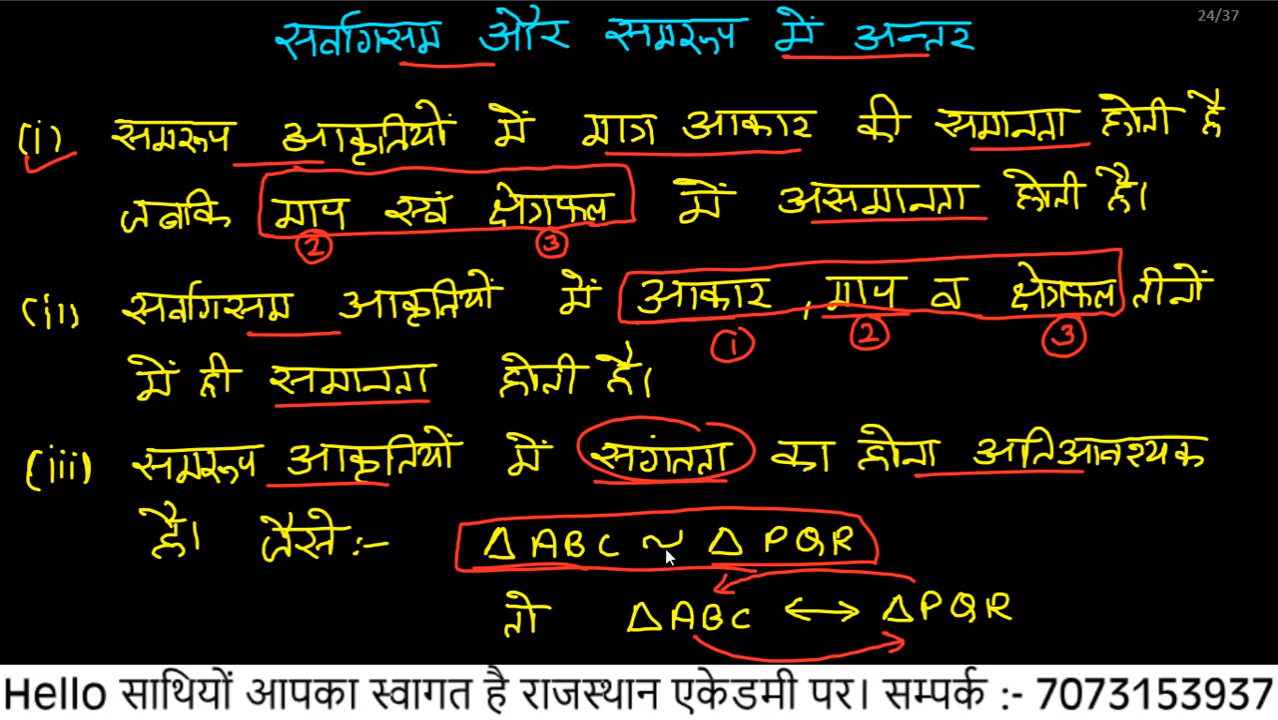 24/37
सर्वागसम और समरूप में अन्तर
(i) समरूप आकृतियों में मात्र आकार की समानता होती है
जबकि माप एवं क्षेत्रफल में असमानता होती है।
② ③
(ii) सर्वागसम आकृतियों में आकार , माप व क्षेत्रफल तीनों
① ② ③
में ही समानता होती है।
(iii) समरूप आकृतियों में सगंतता का होना अतिआवश्यक
है। जैसे :- △ ABC ~ △ PQR
तो △ABC ↔ △PQR
Hello साथियों आपका स्वागत है राजस्थान एकेडमी पर। सम्पर्क :- 7073153937